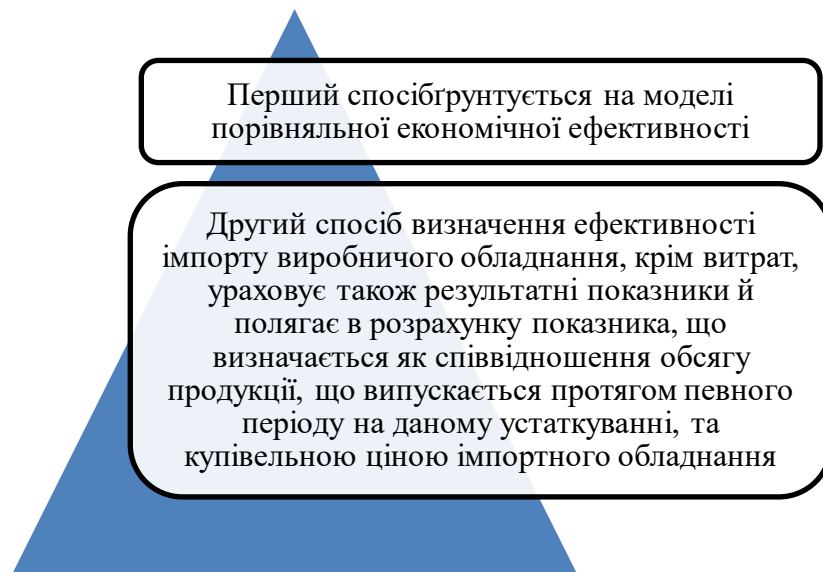 Перший спосібґрунтується на моделі
порівняльної економічної ефективності
Другий спосіб визначення ефективності
імпорту виробничого обладнання, крім витрат,
ураховує також результатні показники й
полягає в розрахунку показника, що
визначається як співвідношення обсягу
продукції, що випускається протягом певного
періоду на даному устаткуванні, та
купівельною ціною імпортного обладнання